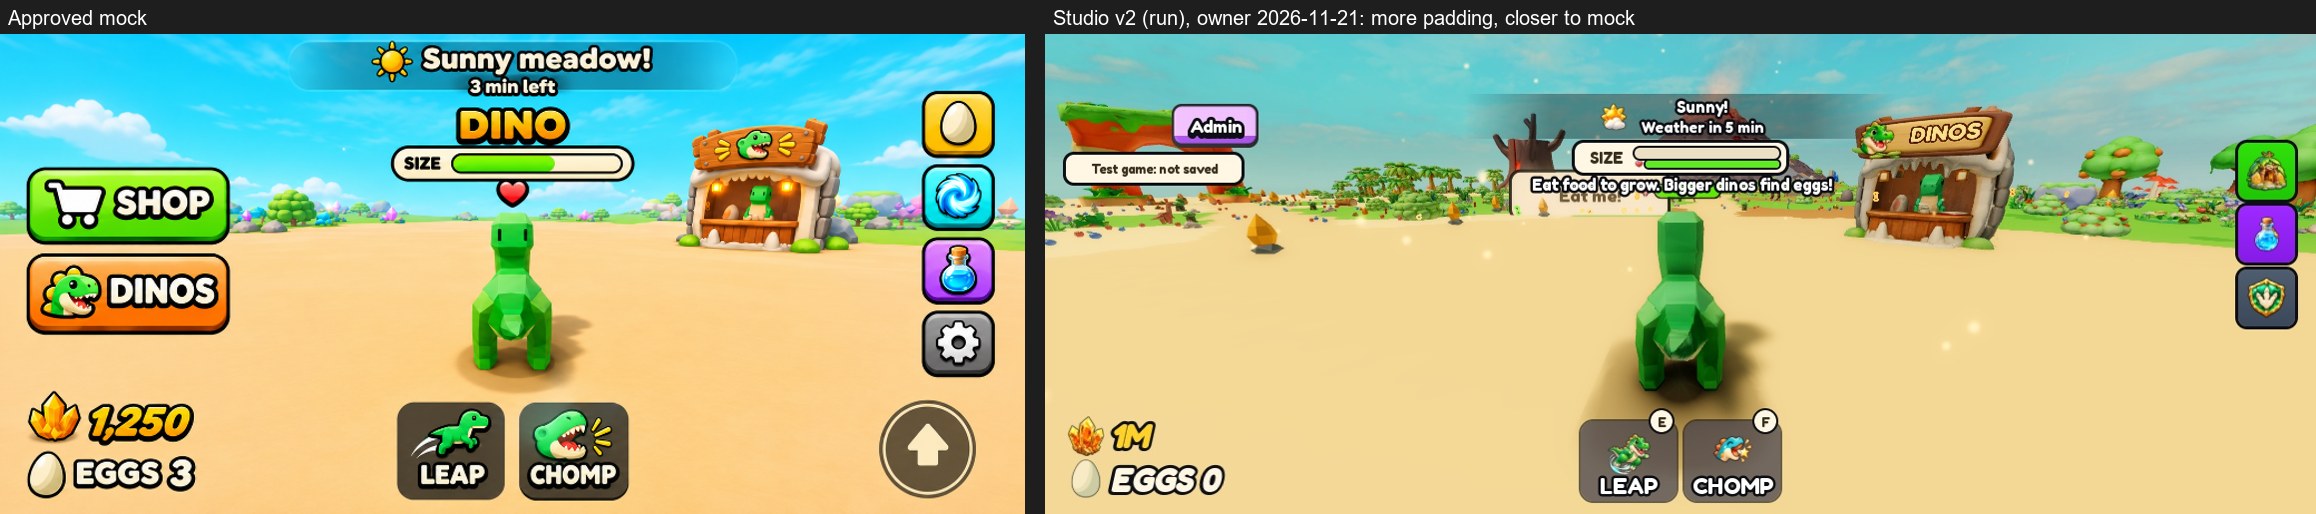 Approved mock
Sunny meadow!
3 min left
DINO
SIZE
SHOP
DINOS
1,250
EGGS 3
LEAP
CHOMP
Studio v2 (run), owner 2026-11-21: more padding, closer to mock
Admin
Test game: not saved
Sunny!
Weather in 5 min
SIZE
Eat food to grow. Bigger dinos find eggs!
Eat me!
DINOS
1M
EGGS 0
E
LEAP
F
CHOMP